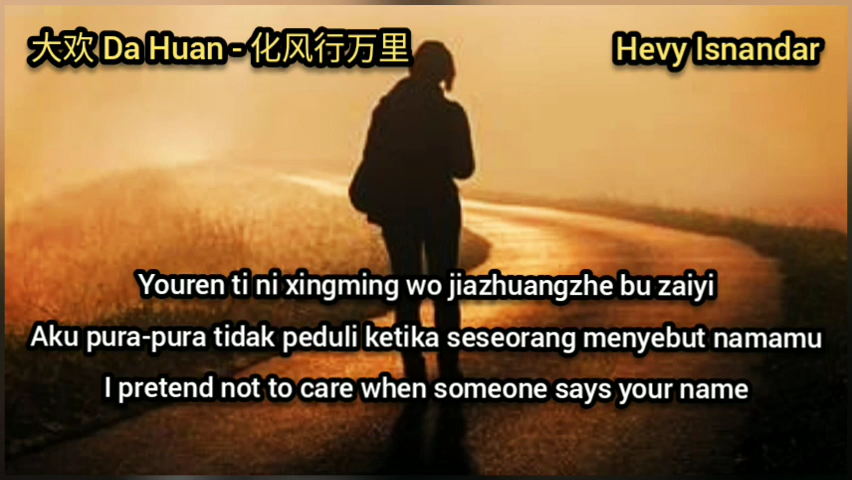 大欢 Da Huan - 化风行万里
Hevy Isnandar
Youren ti ni xingming wo jiazhuangzhe bu zaiyi
Aku pura-pura tidak peduli ketika seseorang menyebut namamu
I pretend not to care when someone says your name